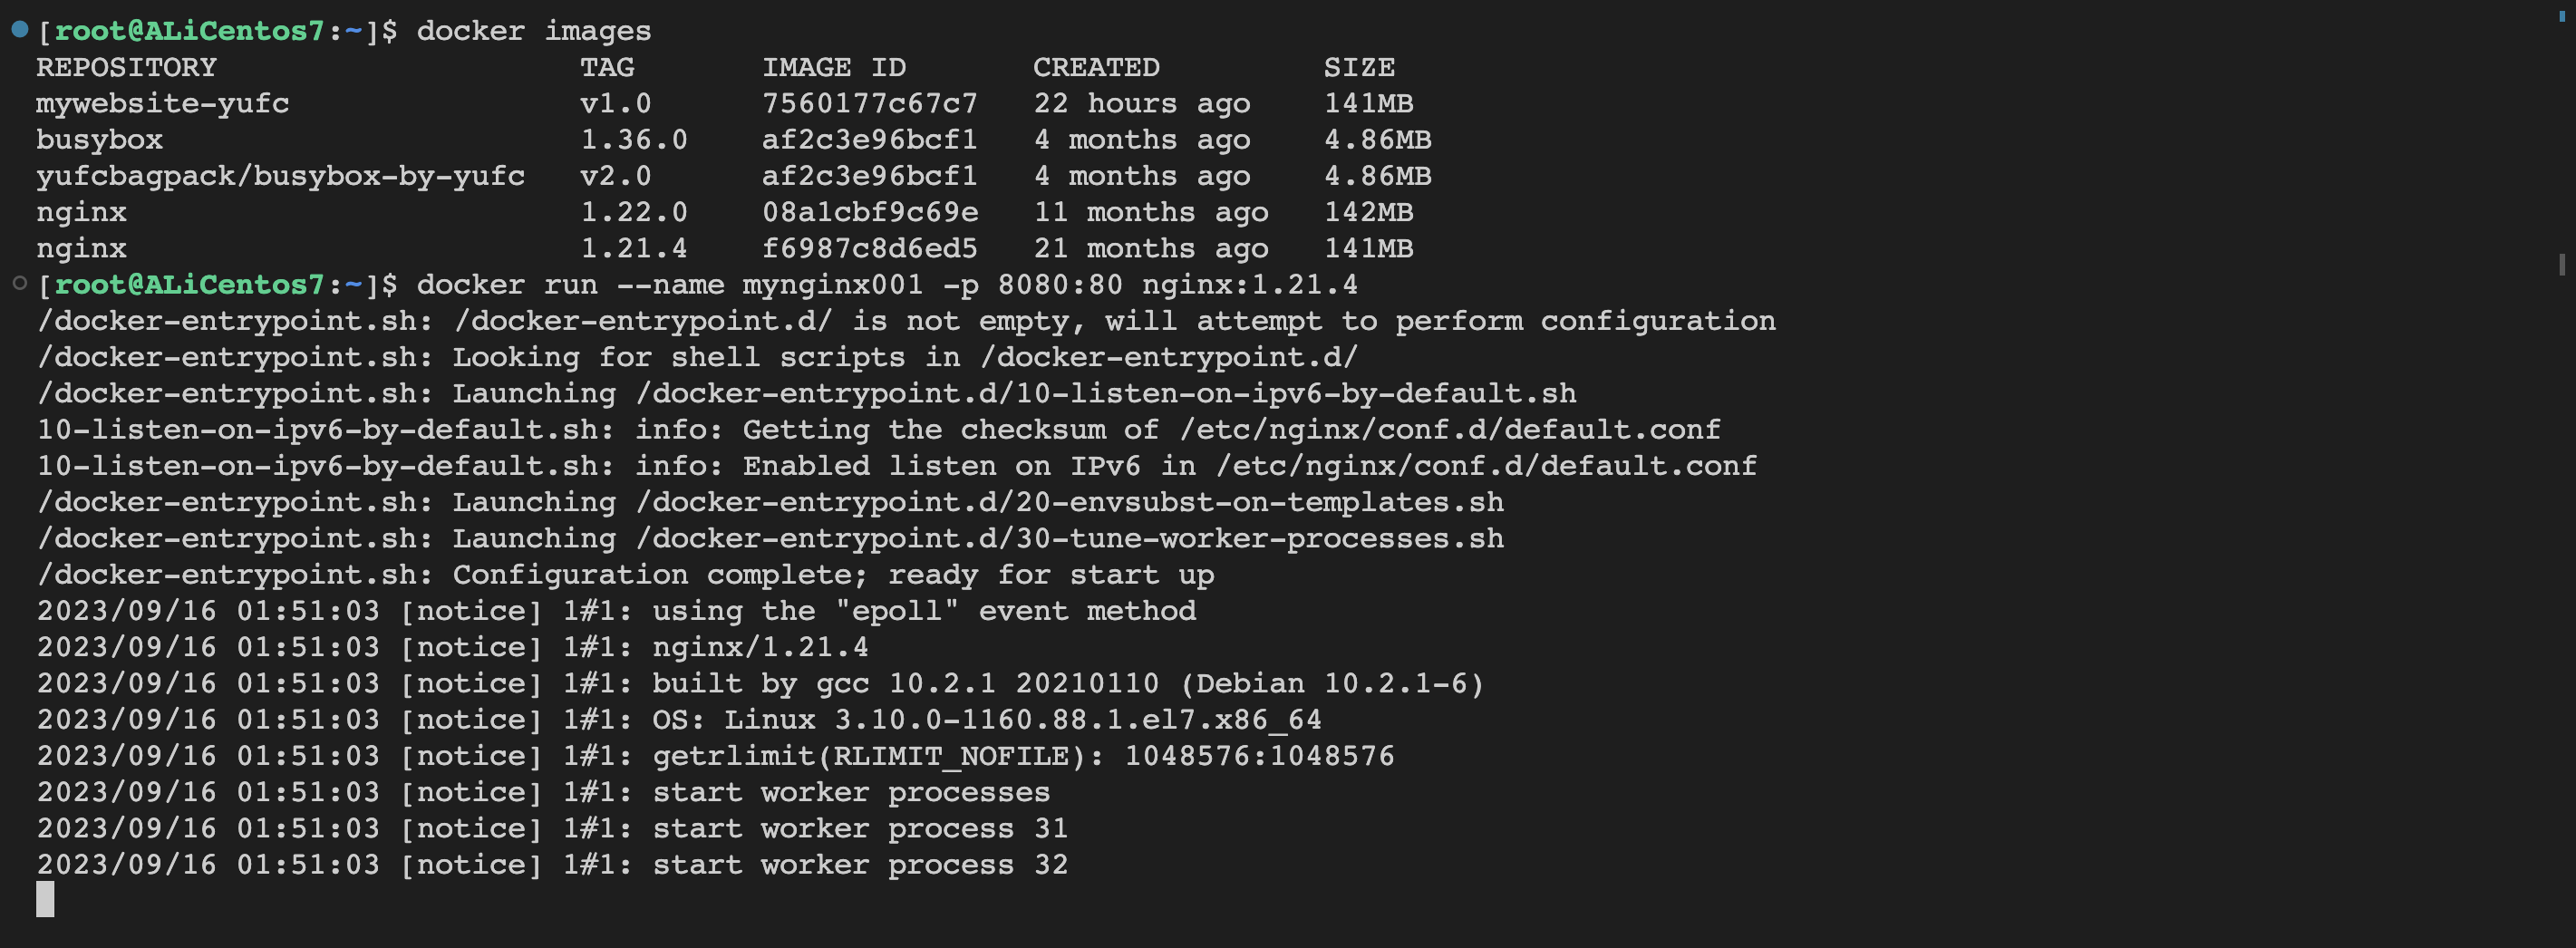 [root@ALiCentos7:~]$ docker images
REPOSITORY                    TAG       IMAGE ID       CREATED         SIZE
mywebsite-yufc                v1.0      7560177c67c7   22 hours ago    141MB
busybox                       1.36.0    af2c3e96bcf1   4 months ago    4.86MB
yufcbagpack/busybox-by-yufc   v2.0      af2c3e96bcf1   4 months ago    4.86MB
nginx                         1.22.0    08a1cbf9c69e   11 months ago   142MB
nginx                         1.21.4    f6987c8d6ed5   21 months ago   141MB
[root@ALiCentos7:~]$ docker run --name mynginx001 -p 8080:80 nginx:1.21.4
/docker-entrypoint.sh: /docker-entrypoint.d/ is not empty, will attempt to perform configuration
/docker-entrypoint.sh: Looking for shell scripts in /docker-entrypoint.d/
/docker-entrypoint.sh: Launching /docker-entrypoint.d/10-listen-on-ipv6-by-default.sh
10-listen-on-ipv6-by-default.sh: info: Getting the checksum of /etc/nginx/conf.d/default.conf
10-listen-on-ipv6-by-default.sh: info: Enabled listen on IPv6 in /etc/nginx/conf.d/default.conf
/docker-entrypoint.sh: Launching /docker-entrypoint.d/20-envsubst-on-templates.sh
/docker-entrypoint.sh: Launching /docker-entrypoint.d/30-tune-worker-processes.sh
/docker-entrypoint.sh: Configuration complete; ready for start up
2023/09/16 01:51:03 [notice] 1#1: using the "epoll" event method
2023/09/16 01:51:03 [notice] 1#1: nginx/1.21.4
2023/09/16 01:51:03 [notice] 1#1: built by gcc 10.2.1 20210110 (Debian 10.2.1-6)
2023/09/16 01:51:03 [notice] 1#1: OS: Linux 3.10.0-1160.88.1.el7.x86_64
2023/09/16 01:51:03 [notice] 1#1: getrlimit(RLIMIT_NOFILE): 1048576:1048576
2023/09/16 01:51:03 [notice] 1#1: start worker processes
2023/09/16 01:51:03 [notice] 1#1: start worker process 31
2023/09/16 01:51:03 [notice] 1#1: start worker process 32